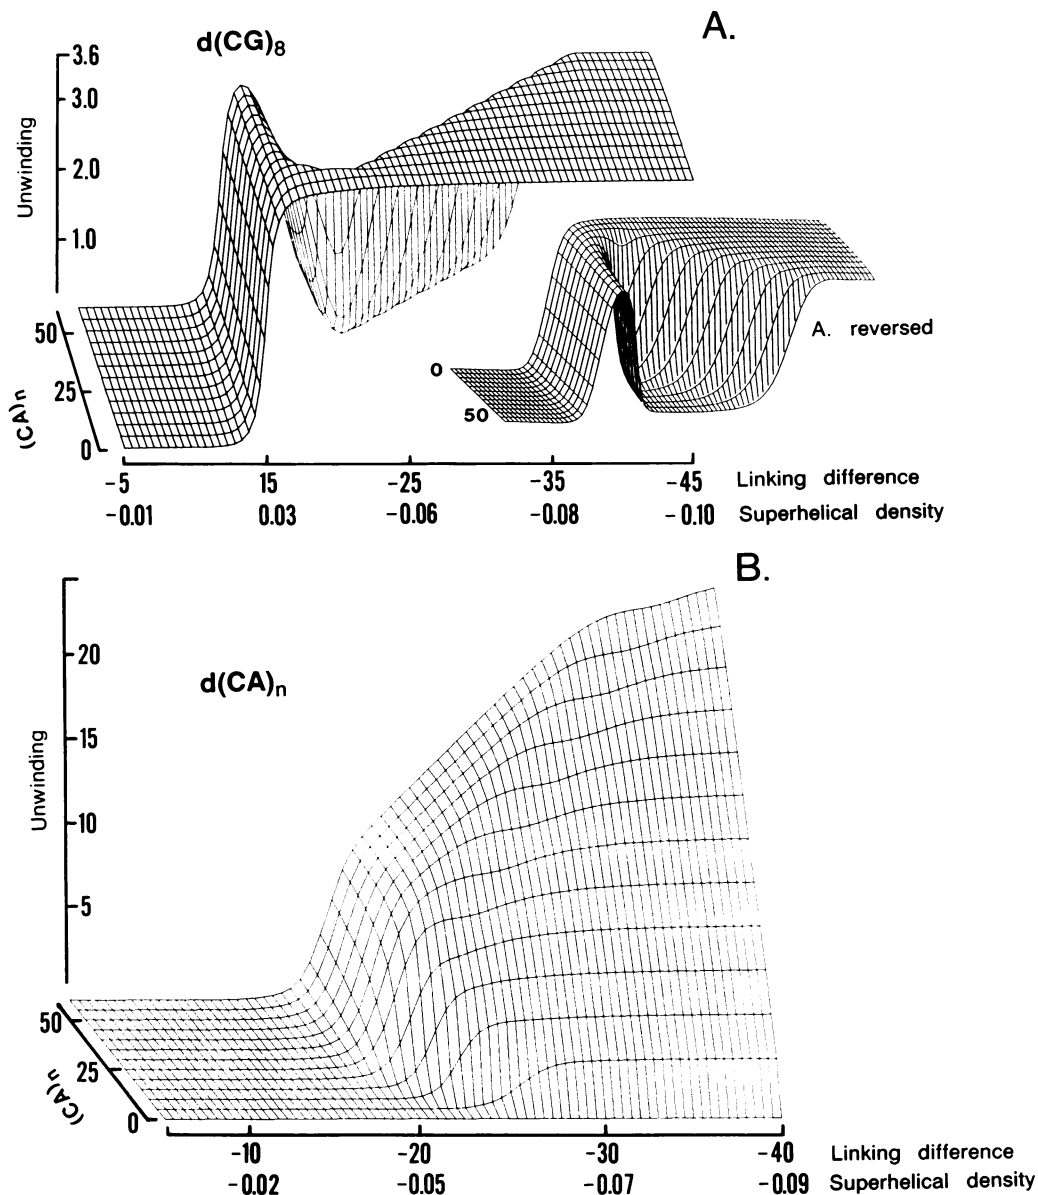 A.
d(CG)8
3.6
3.0
2.0
1.0
Unwinding
50
25
0
(CA)n
0
50
A. reversed
-5 15 -25 -35 -45 Linking difference
-0.01 0.03 -0.06 -0.08 -0.10 Superhelical density
B.
d(CA)n
20
15
10
5
Unwinding
50
25
0
(CA)n
-10 -20 -30 -40 Linking difference
-0.02 -0.05 -0.07 -0.09 Superhelical density